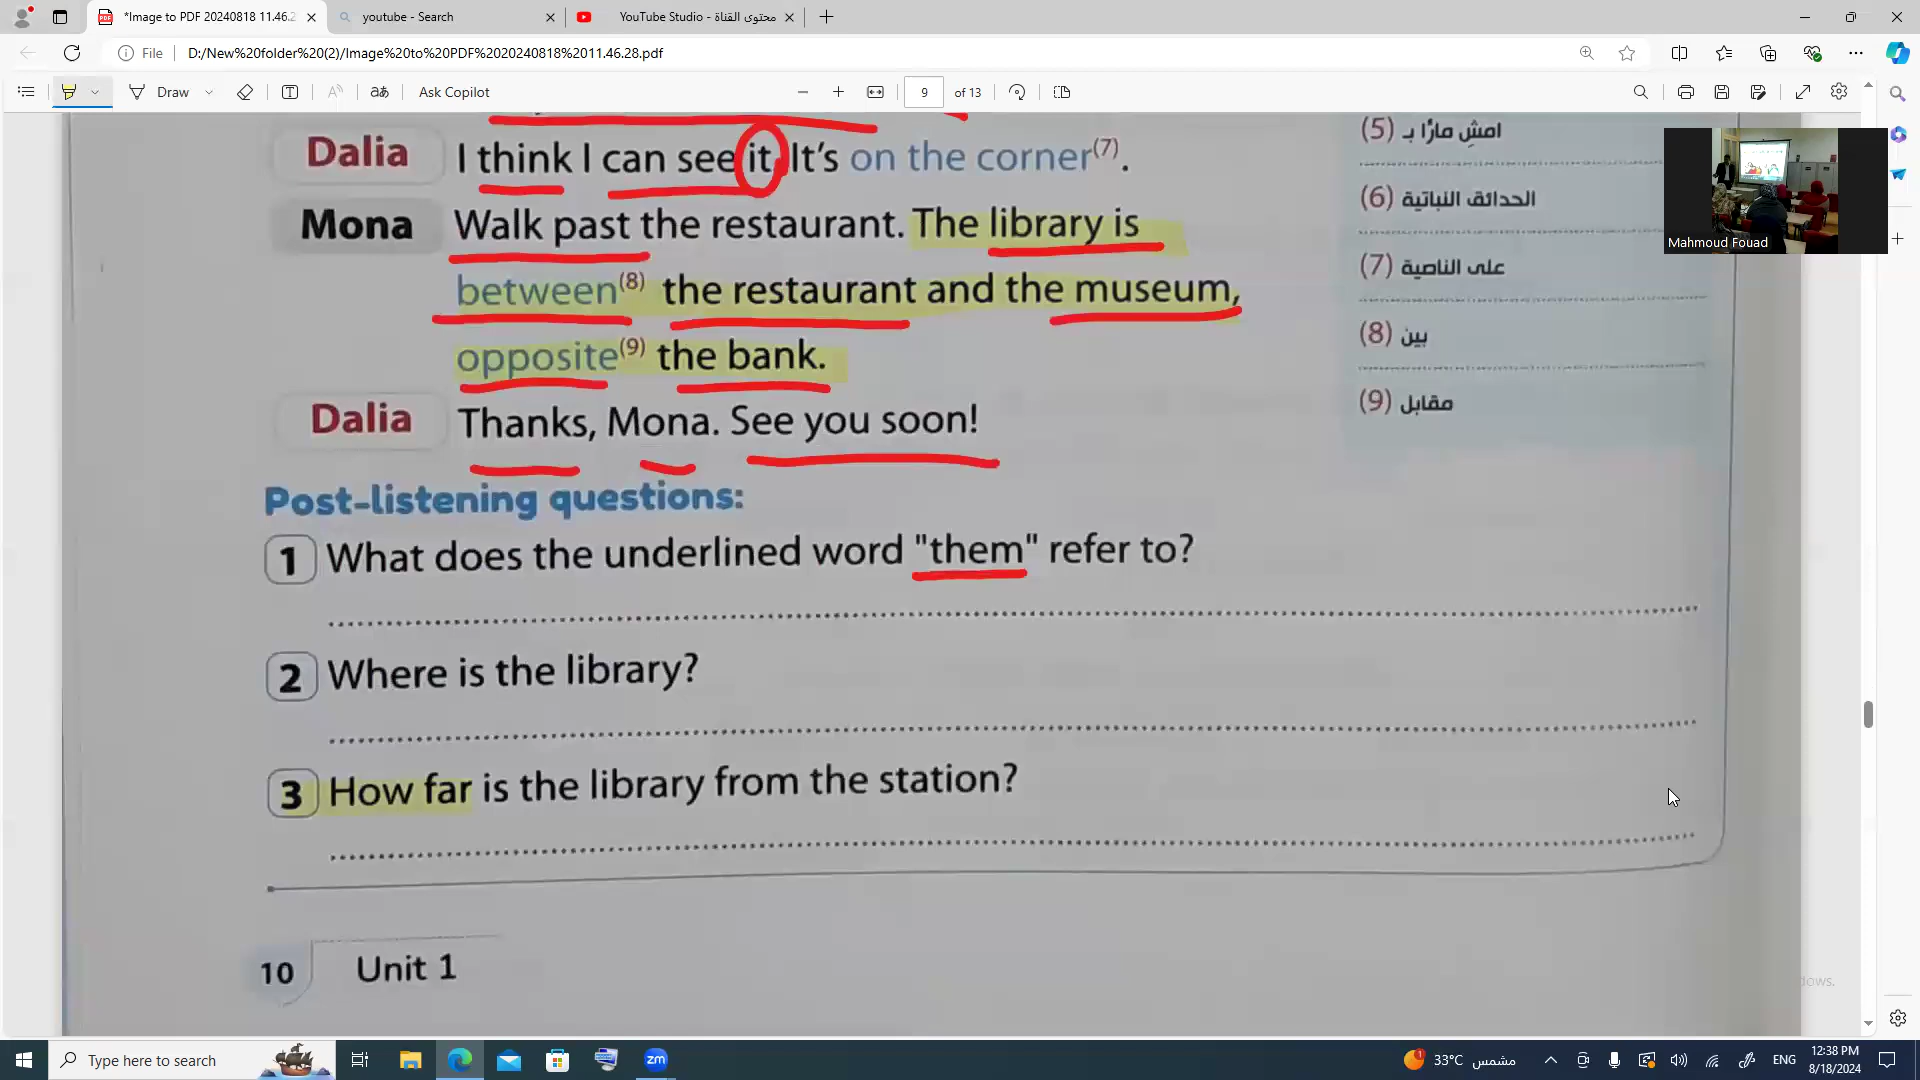 *Image to PDF 20240818 11.46.2
youtube - Search
YouTube Studio - محتوى القناة
File
D:/New%20folder%20(2)/Image%20to%20PDF%2020240818%2011.46.28.pdf
Draw
Ask Copilot
9
of 13
Dalia I think I can see it. It's on the corner(7).
Mona Walk past the restaurant. The library is
between(8) the restaurant and the museum,
opposite(9) the bank.
Dalia Thanks, Mona. See you soon!
(5) امشِ مارًا بـ
(6) الحدائق النباتية
(7) على الناصية
(8) بين
(9) مقابل
Mahmoud Fouad
Post-listening questions:
1 What does the underlined word "them" refer to?
2 Where is the library?
3 How far is the library from the station?
10 Unit 1
dows.
Type here to search
zm
33°C مشمس
ENG
12:38 PM
8/18/2024